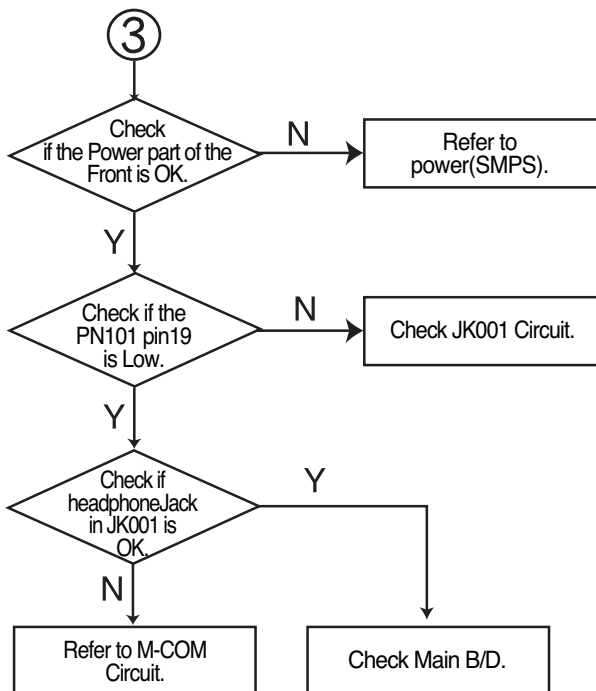 3
Check
if the Power part of the
Front is OK.
N
Refer to
power(SMPS).
Y
Check if the
PN101 pin19
is Low.
N
Check JK001 Circuit.
Y
Check if
headphoneJack
in JK001 is
OK.
Y
N
Refer to M-COM
Circuit.
Check Main B/D.